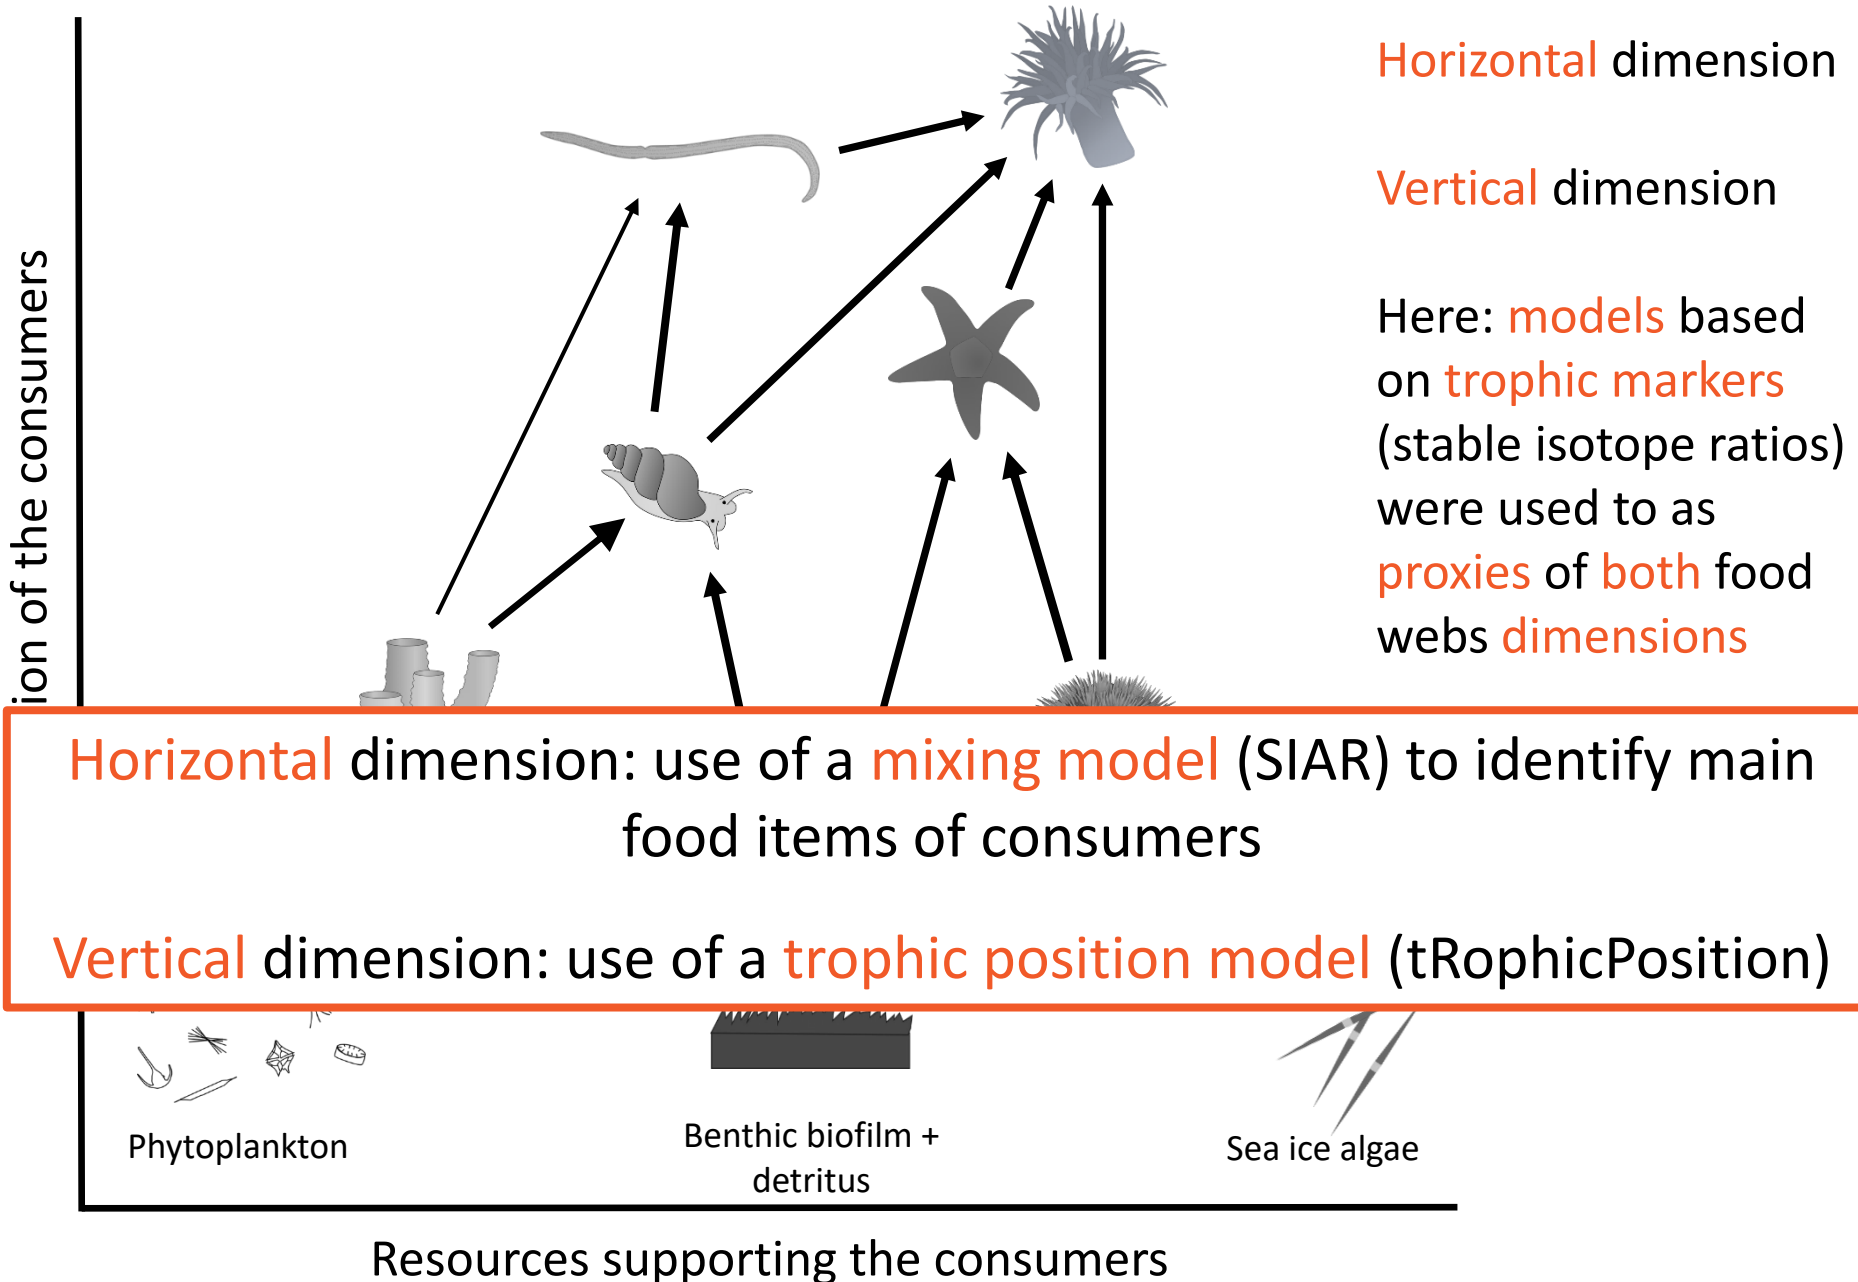 Horizontal dimension
Vertical dimension
Here: models based
on trophic markers
(stable isotope ratios)
were used to as
proxies of both food
webs dimensions
of the consumers
Horizontal dimension: use of a mixing model (SIAR) to identify main
food items of consumers
Vertical dimension: use of a trophic position model (tRophicPosition)
Phytoplankton
Benthic biofilm +
detritus
Sea ice algae
Resources supporting the consumers